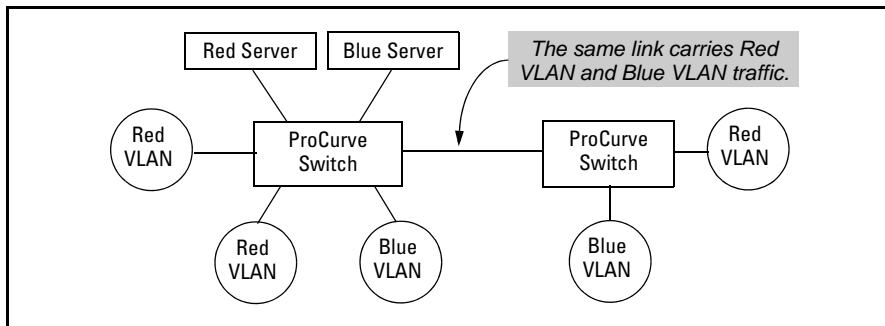 Red Server
Blue Server
The same link carries Red
VLAN and Blue VLAN traffic.
Red
VLAN
ProCurve
Switch
ProCurve
Switch
Red
VLAN
Red
VLAN
Blue
VLAN
Blue
VLAN